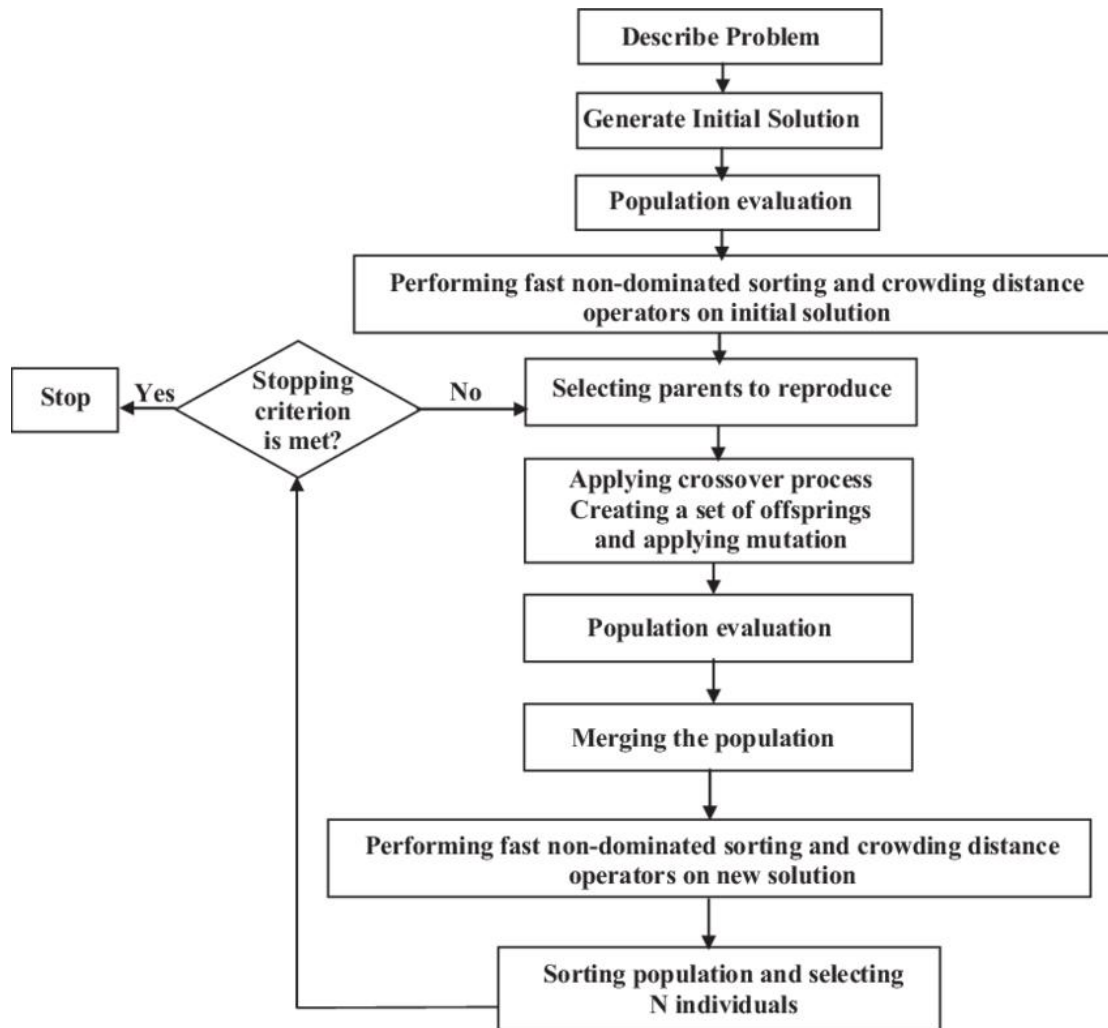 Describe Problem
Generate Initial Solution
Population evaluation
Performing fast non-dominated sorting and crowding distance
operators on initial solution
Stop
Yes
Stopping
criterion
is met?
No
Selecting parents to reproduce
Applying crossover process
Creating a set of offsprings
and applying mutation
Population evaluation
Merging the population
Performing fast non-dominated sorting and crowding distance
operators on new solution
Sorting population and selecting
N individuals